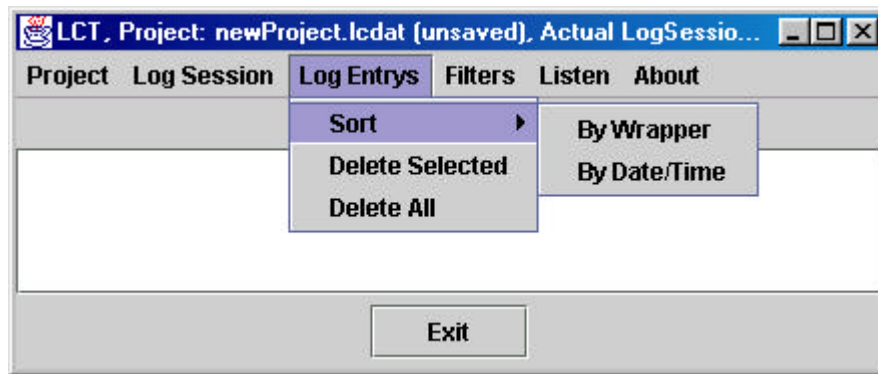 LCT, Project: newProject.lcdat (unsaved), Actual LogSessio...
Project Log Session Log Entrys Filters Listen About
Sort By Wrapper
Delete Selected By Date/Time
Delete All
Exit